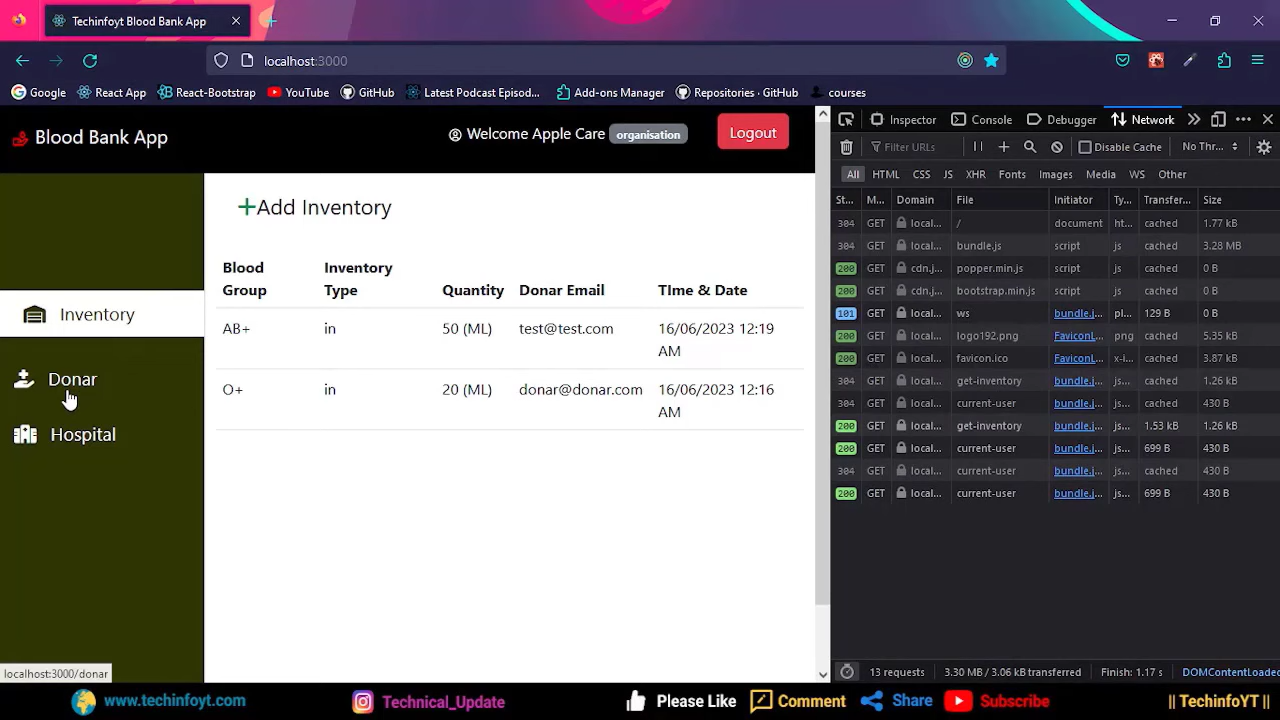 Techinfoyt Blood Bank App
localhost:3000
Google
React App
React-Bootstrap
YouTube
GitHub
Latest Podcast Episod...
Add-ons Manager
Repositories · GitHub
courses
Blood Bank App
Welcome Apple Care organisation
Logout
Inventory
Donar
Hospital
localhost:3000/donar
+Add Inventory
Blood Group Inventory Type Quantity Donar Email TIme & Date
AB+ in 50 (ML) test@test.com 16/06/2023 12:19 AM
O+ in 20 (ML) donar@donar.com 16/06/2023 12:16 AM
Inspector Console Debugger Network
Filter URLs Disable Cache No Thr...
All HTML CSS JS XHR Fonts Images Media WS Other
St... M... Domain File Initiator Ty... Transfer... Size
304 GET local... / document ht... cached 1.77 kB
304 GET local... bundle.js script js cached 3.28 MB
200 GET cdn.j... popper.min.js script js cached 0 B
200 GET cdn.j... bootstrap.min.js script js cached 0 B
101 GET local... ws bundle.j... pl... 129 B 0 B
200 GET local... logo192.png FaviconL... png cached 5.35 kB
200 GET local... favicon.ico FaviconL... x-i... cached 3.87 kB
304 GET local... get-inventory bundle.j... js... cached 1.26 kB
304 GET local... current-user bundle.j... js... cached 430 B
200 GET local... get-inventory bundle.j... js... 1.53 kB 1.26 kB
200 GET local... current-user bundle.j... js... 699 B 430 B
304 GET local... current-user bundle.j... js... cached 430 B
200 GET local... current-user bundle.j... js... 699 B 430 B
13 requests 3.30 MB / 3.06 kB transferred Finish: 1.17 s DOMContentLoade
www.techinfoyt.com Technical_Update Please Like Comment Share Subscribe || TechinfoYT ||